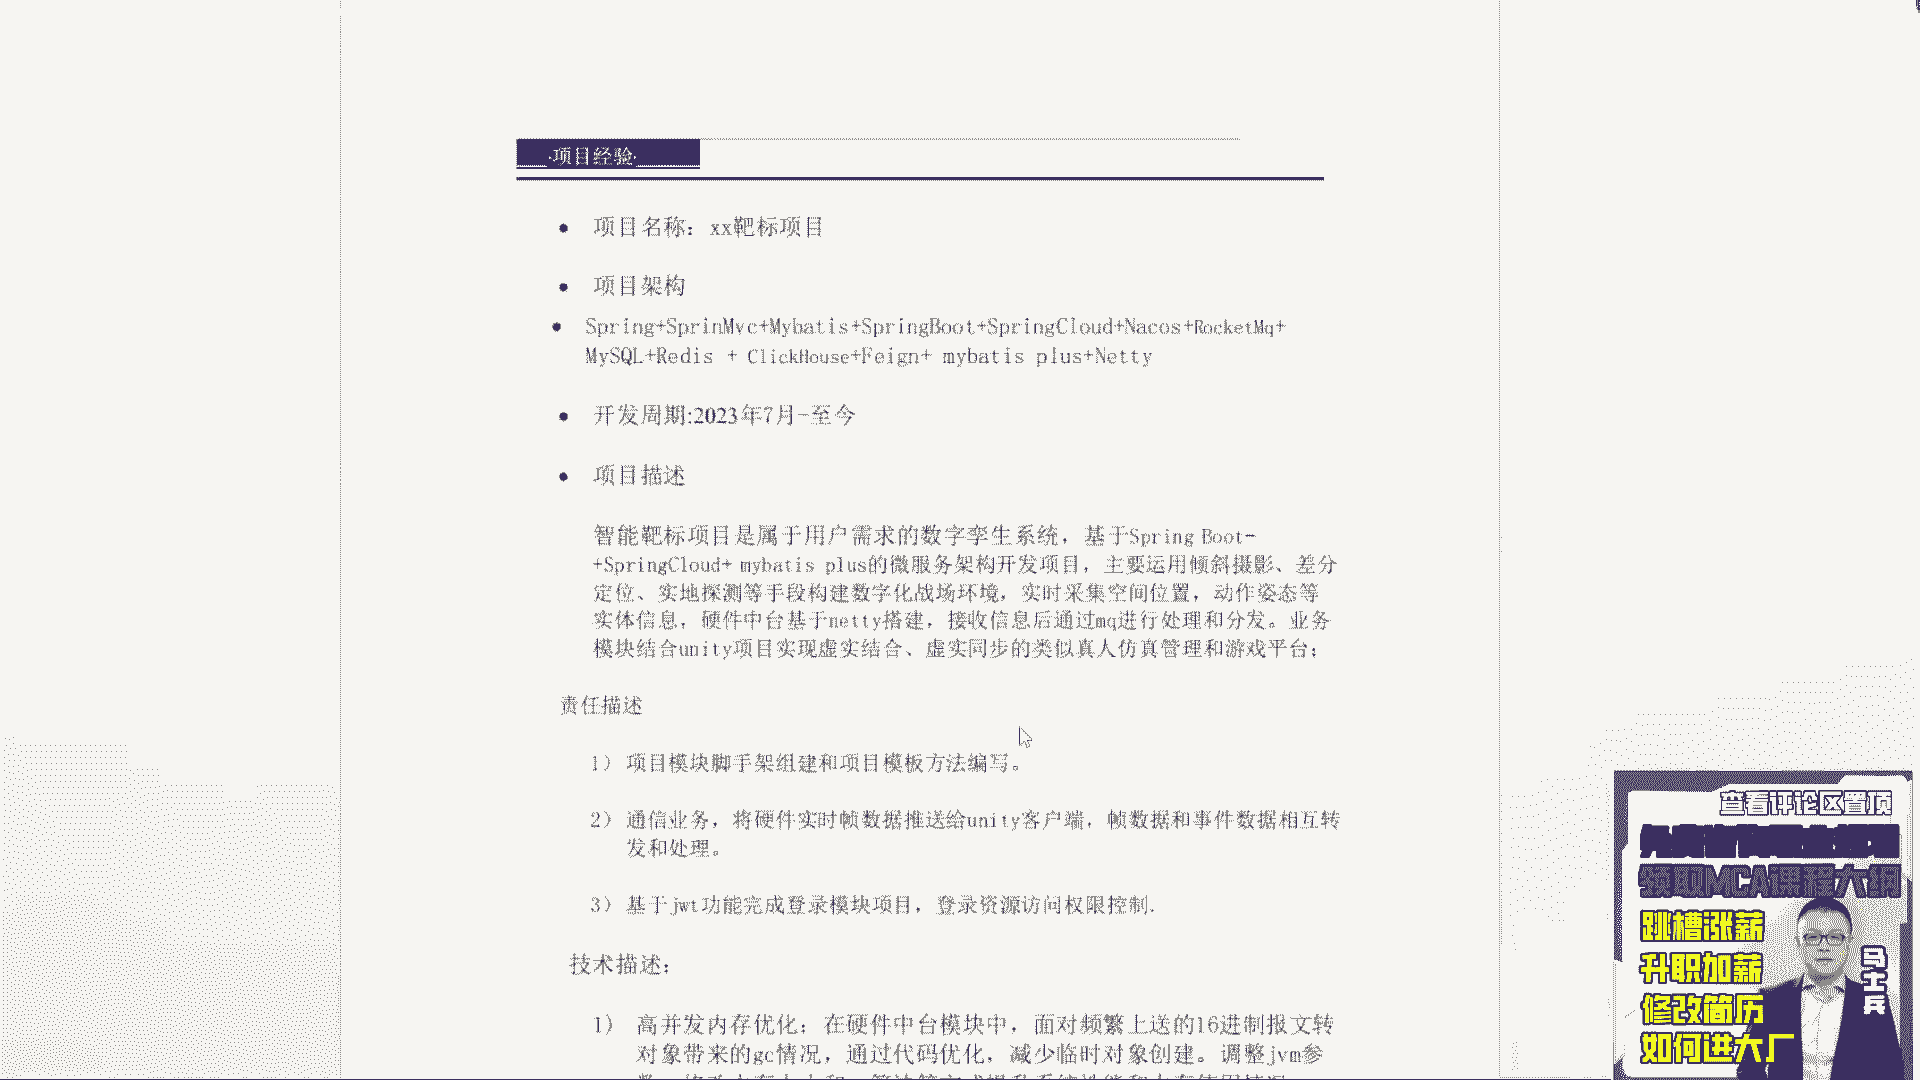 ·项目经验·
项目名称：xx靶标项目
项目架构
Spring+SprinMvc+Mybatis+SpringBoot+SpringCloud+Nacos+RocketMq+
MySQL+Redis + ClickHouse+Feign+ mybatis plus+Netty
开发周期:2023年7月-至今
项目描述
智能靶标项目是属于用户需求的数字孪生系统，基于Spring Boot-
+SpringCloud+ mybatis plus的微服务架构开发项目，主要运用倾斜摄影、差分
定位、实地探测等手段构建数字化战场环境，实时采集空间位置，动作姿态等
实体信息，硬件中台基于netty搭建，接收信息后通过mq进行处理和分发。业务
模块结合unity项目实现虚实结合、虚实同步的类似真人仿真管理和游戏平台；
责任描述
1） 项目模块脚手架组建和项目模板方法编写。
2） 通信业务，将硬件实时帧数据推送给unity客户端，帧数据和事件数据相互转
发和处理。
3） 基于jwt功能完成登录模块项目，登录资源访问权限控制.
技术描述：
1） 高并发内存优化：在硬件中台模块中，面对频繁上送的16进制报文转
对象带来的gc情况，通过代码优化，减少临时对象创建。调整jvm参
查看评论区置顶
领取MCA课程大纲
跳槽涨薪
升职加薪
修改简历
如何进大厂
马士兵